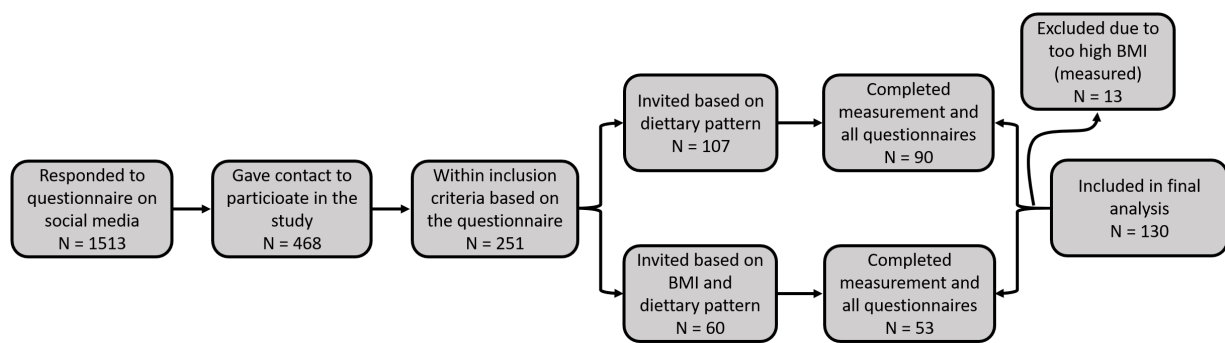 Responded to
questionnaire on
social media
N = 1513
Gave contact to
particioate in the
study
N = 468
Within inclusion
criteria based on
the questionnaire
N = 251
Invited based on
diettary pattern
N = 107
Completed
measurement and
all questionnaires
N = 90
Invited based on
BMI and
diettary pattern
N = 60
Completed
measurement and
all questionnaires
N = 53
Excluded due to
too high BMI
(measured)
N = 13
Included in final
analysis
N = 130